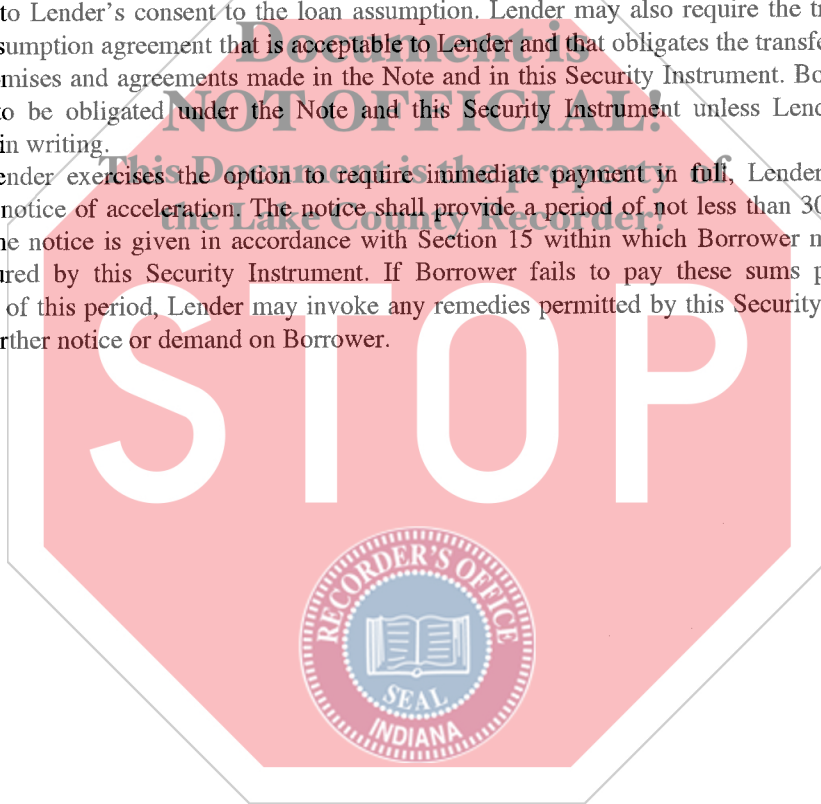 to Lender’s consent to the loan assumption. Lender may also require the tr
sumption agreement that is acceptable to Lender and that obligates the transfe
mises and agreements made in the Note and in this Security Instrument. Bo
o be obligated under the Note and this Security Instrument unless Lend
in writing.
ender exercises the option to require immediate payment in full, Lender
notice of acceleration. The notice shall provide a period of not less than 30
ne notice is given in accordance with Section 15 within which Borrower m
ured by this Security Instrument. If Borrower fails to pay these sums p
of this period, Lender may invoke any remedies permitted by this Security
rther notice or demand on Borrower.
Document is
NOT OFFICIAL!
This Document is the property of
the Lake County Recorder!
STOP
RECORDER’S OFFICE
SEAL
INDIANA